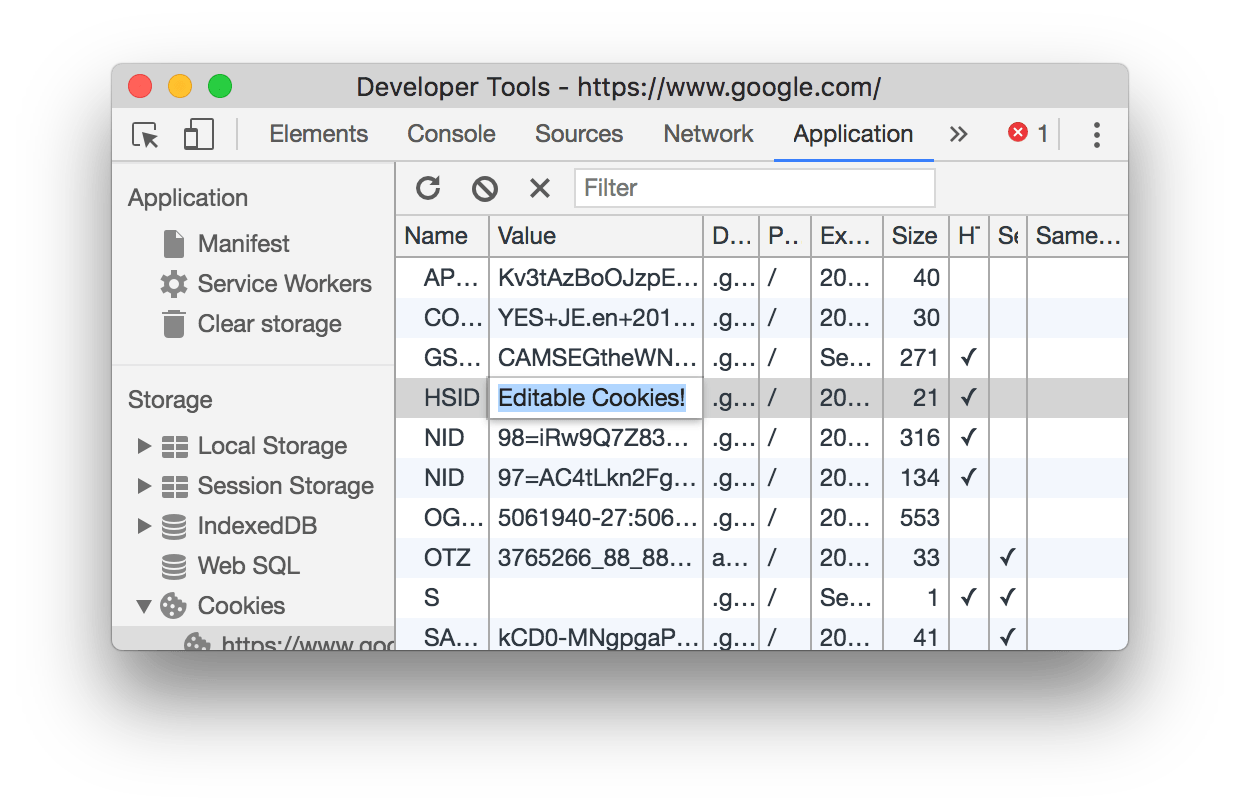 Developer Tools - https://www.google.com/
Elements Console Sources Network Application » 1
Application
Manifest
Service Workers
Clear storage
Storage
Local Storage
Session Storage
IndexedDB
Web SQL
Cookies
https://www.goo
Filter
Name Value D... P.. Ex... Size HT Se Same...
AP... Kv3tAzBoOJzpE... .g... / 20... 40
CO... YES+JE.en+201... .g... / 20... 30
GS... CAMSEGtheWN... .g... / Se... 271 ✓
HSID Editable Cookies! .g... / 20... 21 ✓
NID 98=iRw9Q7Z83... .g... / 20... 316 ✓
NID 97=AC4tLkn2Fg... .g... / 20... 134 ✓
OG... 5061940-27:506... .g... / 20... 553
OTZ 3765266_88_88... a... / 20... 33 ✓
S .g... / Se... 1 ✓ ✓
SA... kCD0-MNgpgaP... .g... / 20... 41 ✓